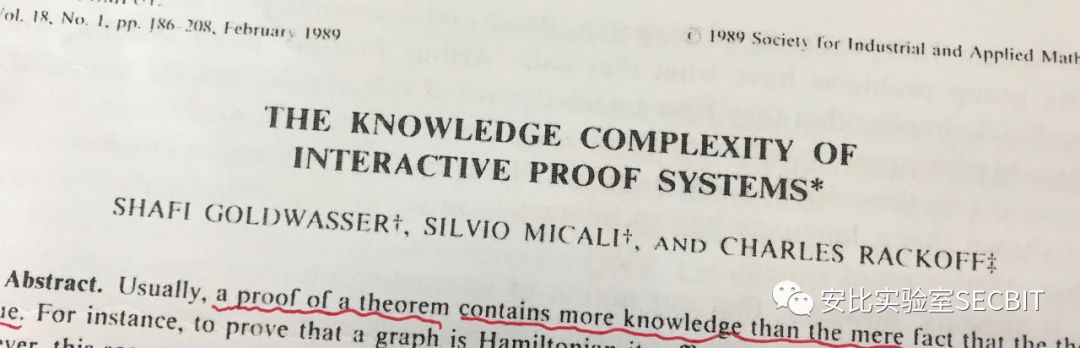 Vol. 18, No. 1, pp. 186–208, February 1989
© 1989 Society for Industrial and Applied Math
THE KNOWLEDGE COMPLEXITY OF
INTERACTIVE PROOF SYSTEMS*
SHAFI GOLDWASSER†, SILVIO MICALI†, AND CHARLES RACKOFF‡
Abstract. Usually, a proof of a theorem contains more knowledge than the mere fact that the th
ue. For instance, to prove that a graph is Hamiltonian it
安比实验室SECBIT